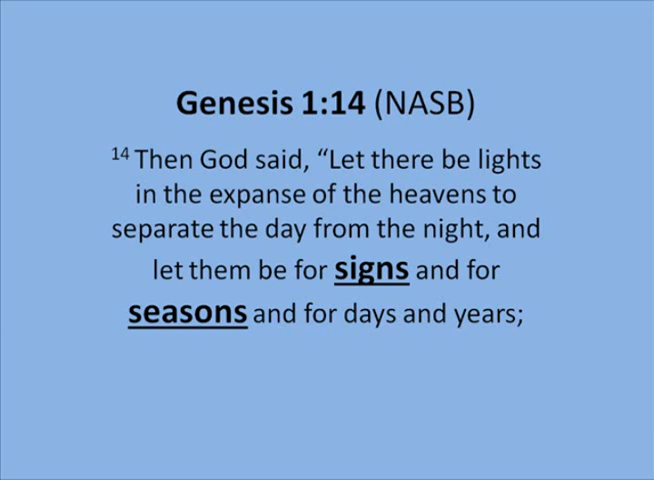 Genesis 1:14 (NASB)
14 Then God said, “Let there be lights
in the expanse of the heavens to
separate the day from the night, and
let them be for signs and for
seasons and for days and years;